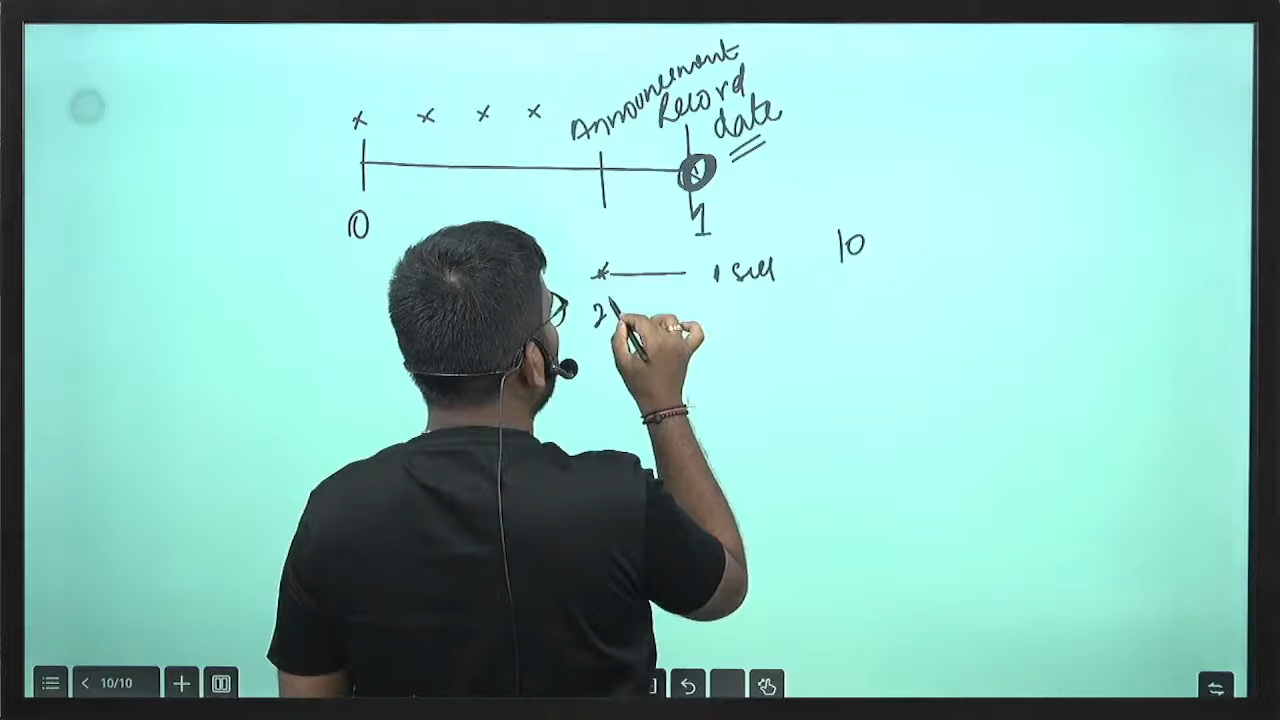 x x x x
Announcement
Record
date
0
1
1 sell
10
2
10/10